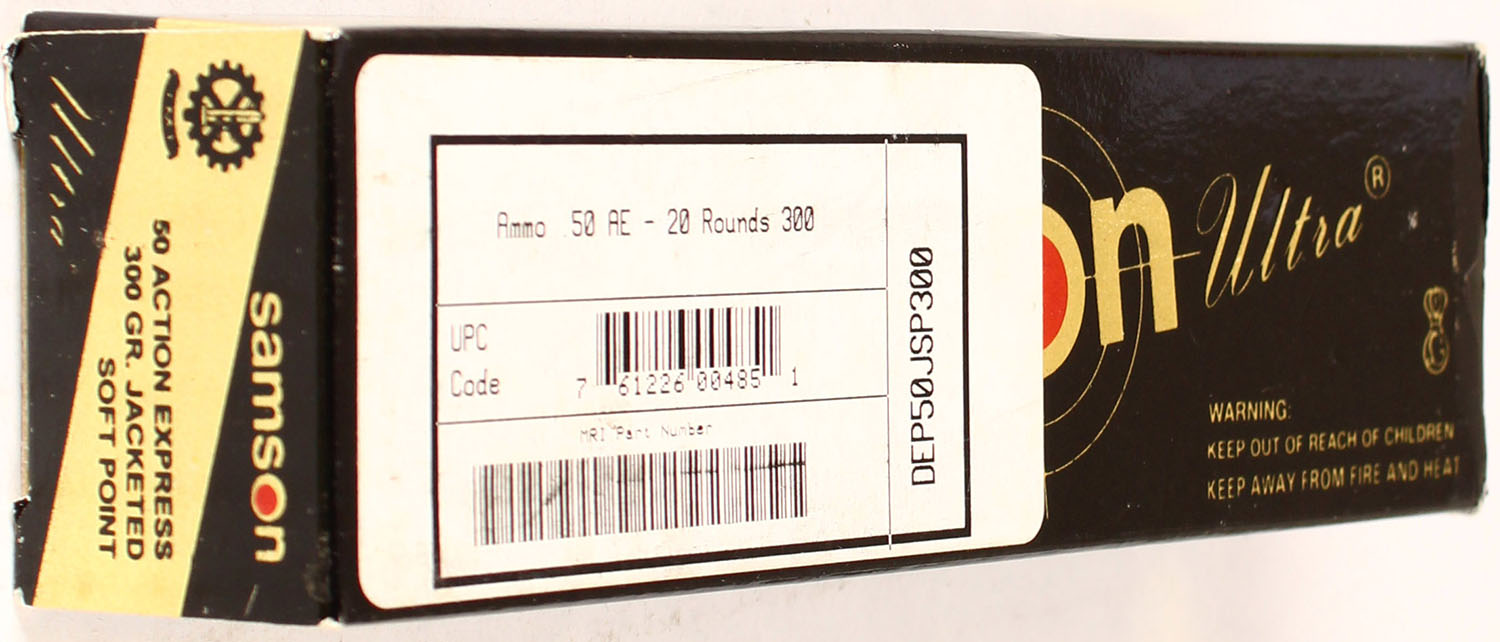 Ultra
samson
50 ACTION EXPRESS
300 GR. JACKETED
SOFT POINT
Ammo .50 AE - 20 Rounds 300
UPC
Code
7 61226 00485 1
MRI Part Number
DEP50JSP300
on Ultra ®
WARNING:
KEEP OUT OF REACH OF CHILDREN
KEEP AWAY FROM FIRE AND HEAT